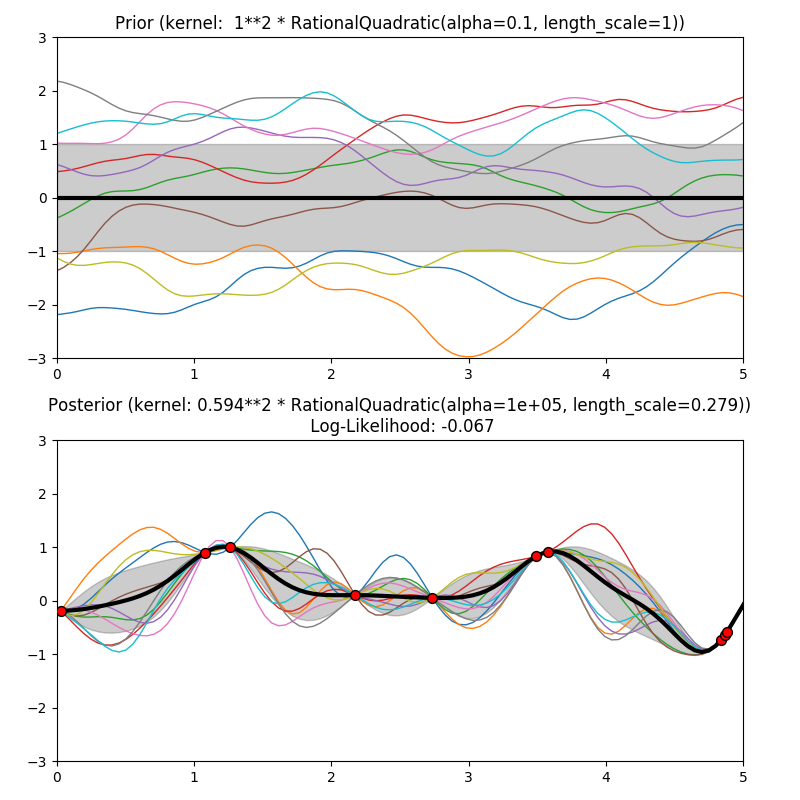 Prior (kernel:  1**2 * RationalQuadratic(alpha=0.1, length_scale=1))
3
2
1
0
−1
−2
−3
0 1 2 3 4 5
Posterior (kernel: 0.594**2 * RationalQuadratic(alpha=1e+05, length_scale=0.279))
Log-Likelihood: -0.067
3
2
1
0
−1
−2
−3
0 1 2 3 4 5